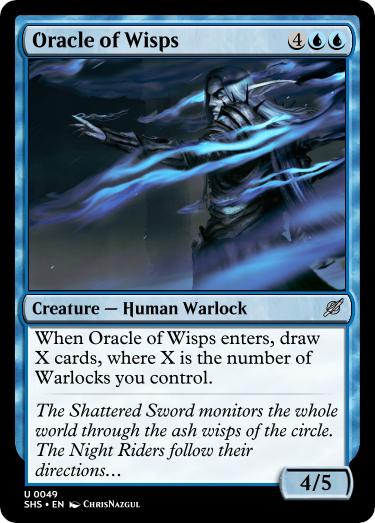 Oracle of Wisps 4
Creature — Human Warlock
When Oracle of Wisps enters, draw
X cards, where X is the number of
Warlocks you control.
The Shattered Sword monitors the whole
world through the ash wisps of the circle.
The Night Riders follow their
directions…
4/5
U 0049
SHS • EN ChrisNazgul